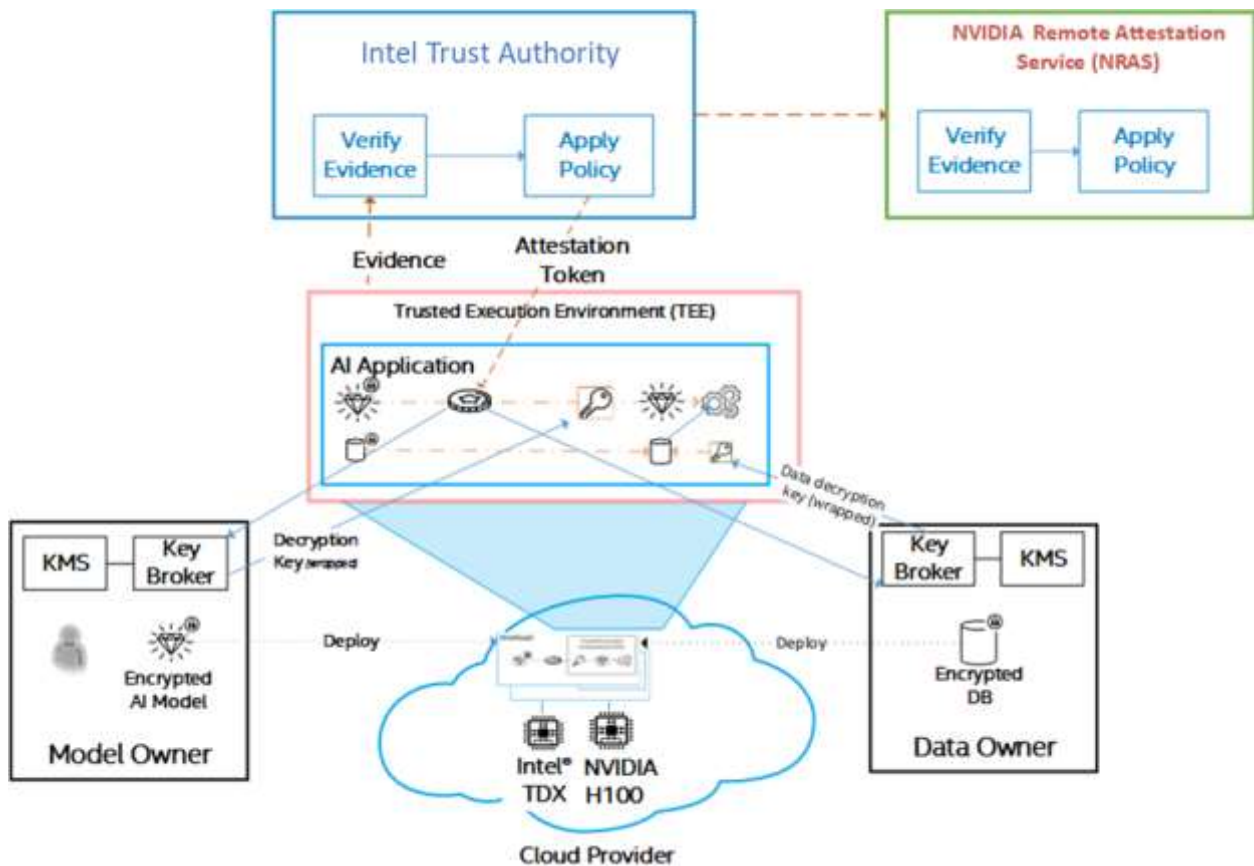 Intel Trust Authority
Verify
Evidence
Apply
Policy
NVIDIA Remote Attestation
Service (NRAS)
Verify
Evidence
Apply
Policy
Evidence
Attestation
Token
Trusted Execution Environment (TEE)
AI Application
Data decryption
key (wrapped)
Decryption
Key (wrapped)
KMS
Key
Broker
Encrypted
AI Model
Model Owner
Deploy
Deploy
Intel®
TDX
NVIDIA
H100
Cloud Provider
Key
Broker
KMS
Encrypted
DB
Data Owner